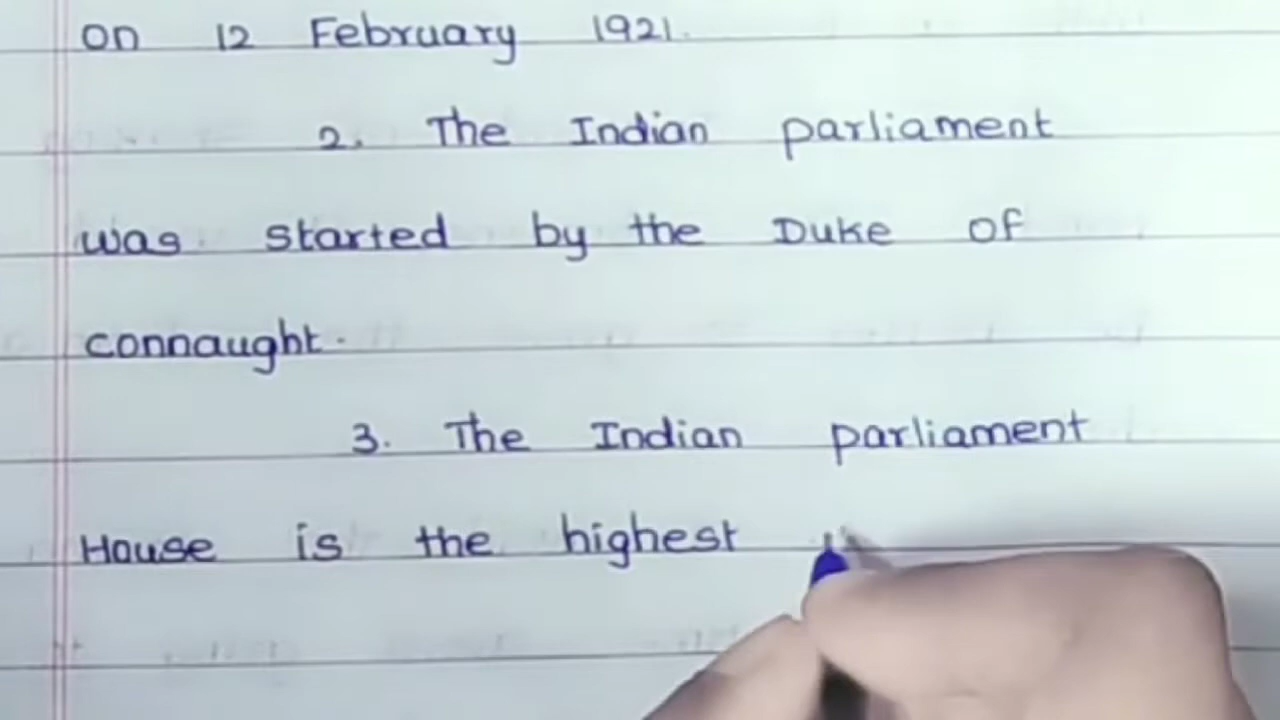 on 12 February 1921.
2. The Indian parliament
was started by the Duke of
connaught.
3. The Indian parliament
House is the highest